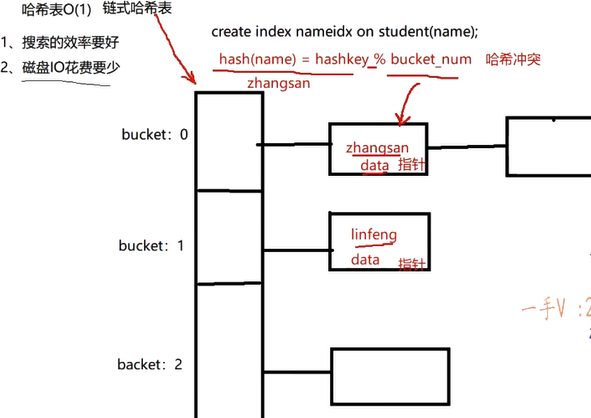 哈希表O(1) 链式哈希表
1、搜索的效率要好
2、磁盘IO花费要少
create index nameidx on student(name);
hash(name) = hashkey % bucket_num 哈希冲突
zhangsan
bucket：0
zhangsan
data 指针
bucket：1
linfeng
data 指针
一手V：2
backet：2